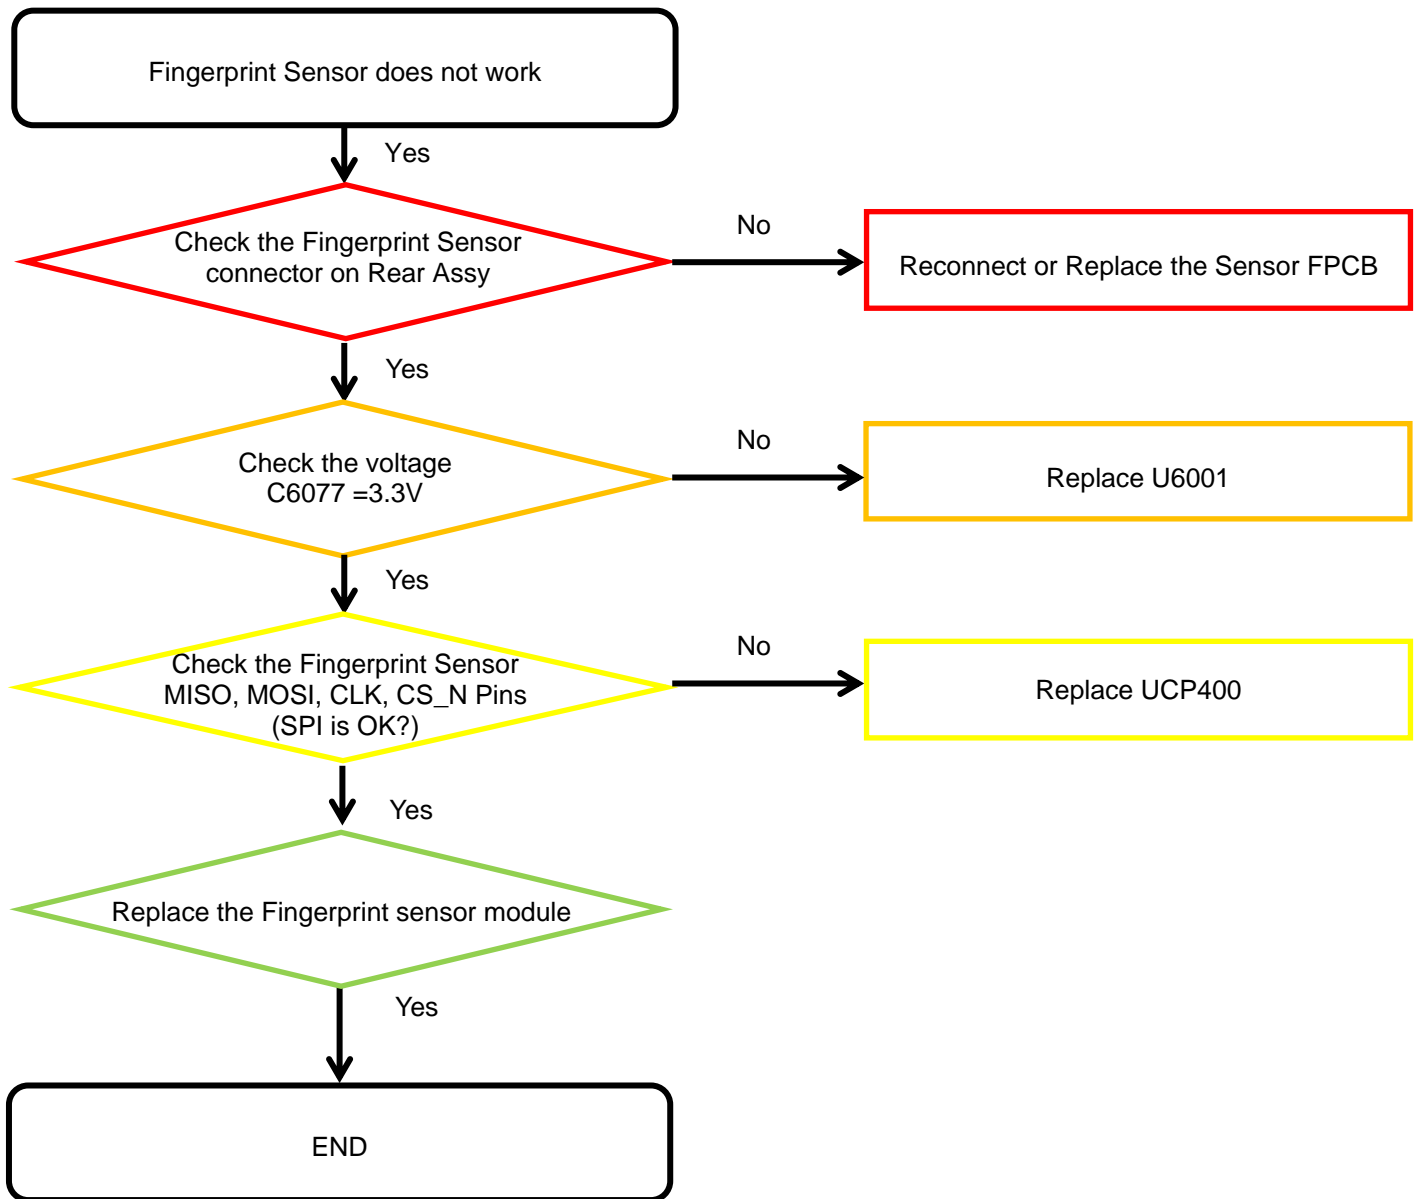 Fingerprint Sensor does not work
Yes
Check the Fingerprint Sensor
connector on Rear Assy
No
Reconnect or Replace the Sensor FPCB
Yes
Check the voltage
C6077 =3.3V
No
Replace U6001
Yes
Check the Fingerprint Sensor
MISO, MOSI, CLK, CS_N Pins
(SPI is OK?)
No
Replace UCP400
Yes
Replace the Fingerprint sensor module
Yes
END